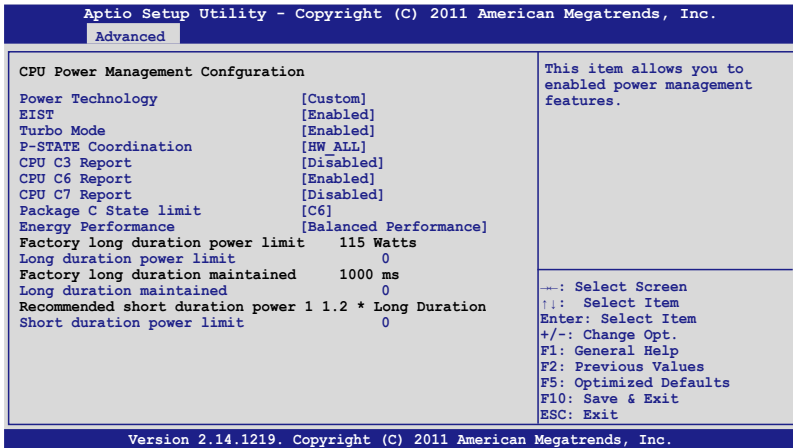 Aptio Setup Utility - Copyright (C) 2011 American Megatrends, Inc.
Advanced
CPU Power Management Confguration
Power Technology [Custom]
EIST [Enabled]
Turbo Mode [Enabled]
P-STATE Coordination [HW_ALL]
CPU C3 Report [Disabled]
CPU C6 Report [Enabled]
CPU C7 Report [Disabled]
Package C State limit [C6]
Energy Performance [Balanced Performance]
Factory long duration power limit 115 Watts
Long duration power limit 0
Factory long duration maintained 1000 ms
Long duration maintained 0
Recommended short duration power 1 1.2 * Long Duration
Short duration power limit 0
This item allows you to
enabled power management
features.
→←: Select Screen
↑↓: Select Item
Enter: Select Item
+/-: Change Opt.
F1: General Help
F2: Previous Values
F5: Optimized Defaults
F10: Save & Exit
ESC: Exit
Version 2.14.1219. Copyright (C) 2011 American Megatrends, Inc.